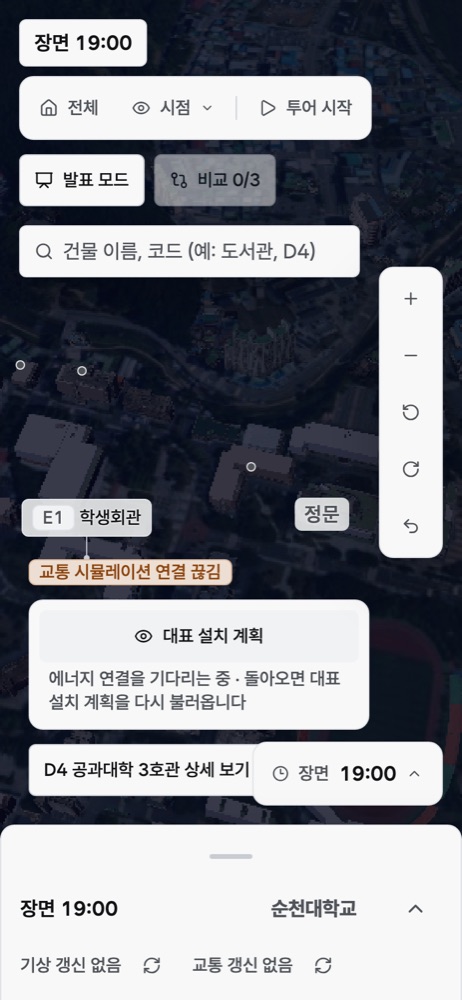 장면 19:00
전체 시점 투어 시작
발표 모드 비교 0/3
건물 이름, 코드 (예: 도서관, D4)
E1 학생회관 정문
교통 시뮬레이션 연결 끊김
대표 설치 계획
에너지 연결을 기다리는 중 · 돌아오면 대표
설치 계획을 다시 불러옵니다
D4 공과대학 3호관 상세 보기 장면 19:00
장면 19:00 순천대학교
기상 갱신 없음 교통 갱신 없음